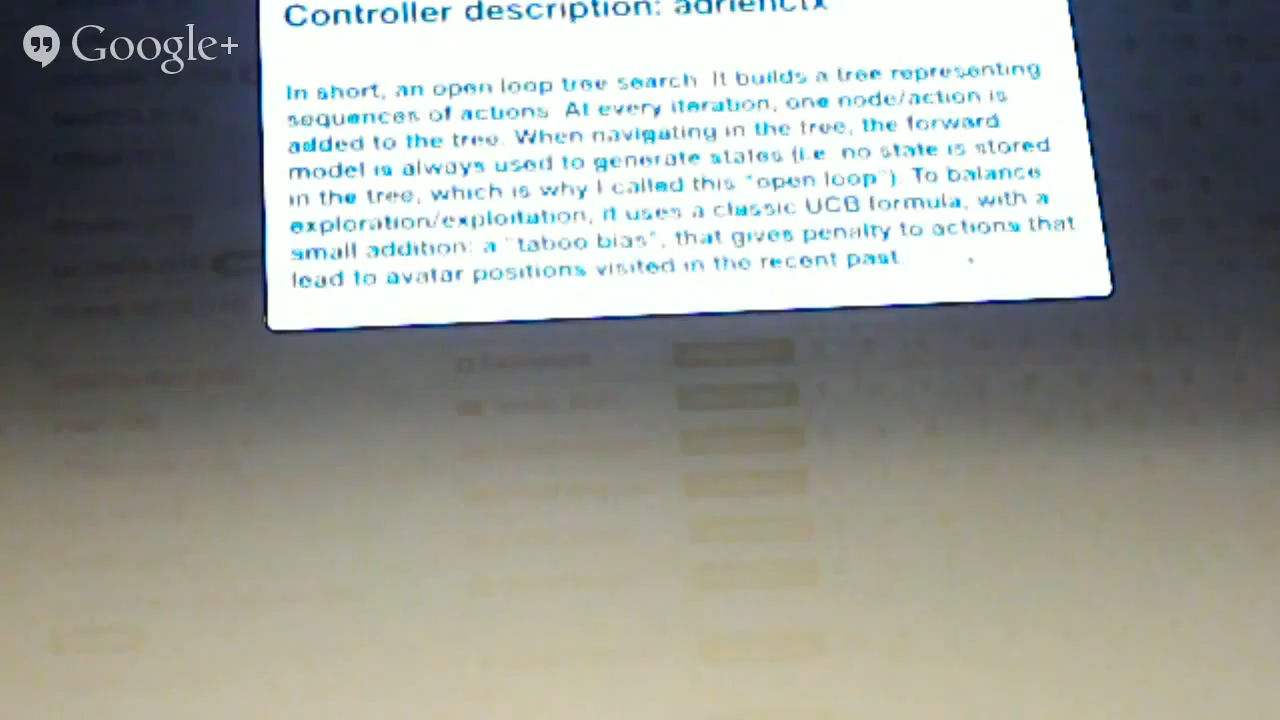 Google+
Controller description: adrienctx
In short, an open loop tree search. It builds a tree representing
sequences of actions. At every iteration, one node/action is
added to the tree. When navigating in the tree, the forward
model is always used to generate states (i.e. no state is stored
in the tree, which is why I called this "open loop"). To balance
exploration/exploitation, it uses a classic UCB formula, with a
small addition: a "taboo bias", that gives penalty to actions that
lead to avatar positions visited in the recent past.